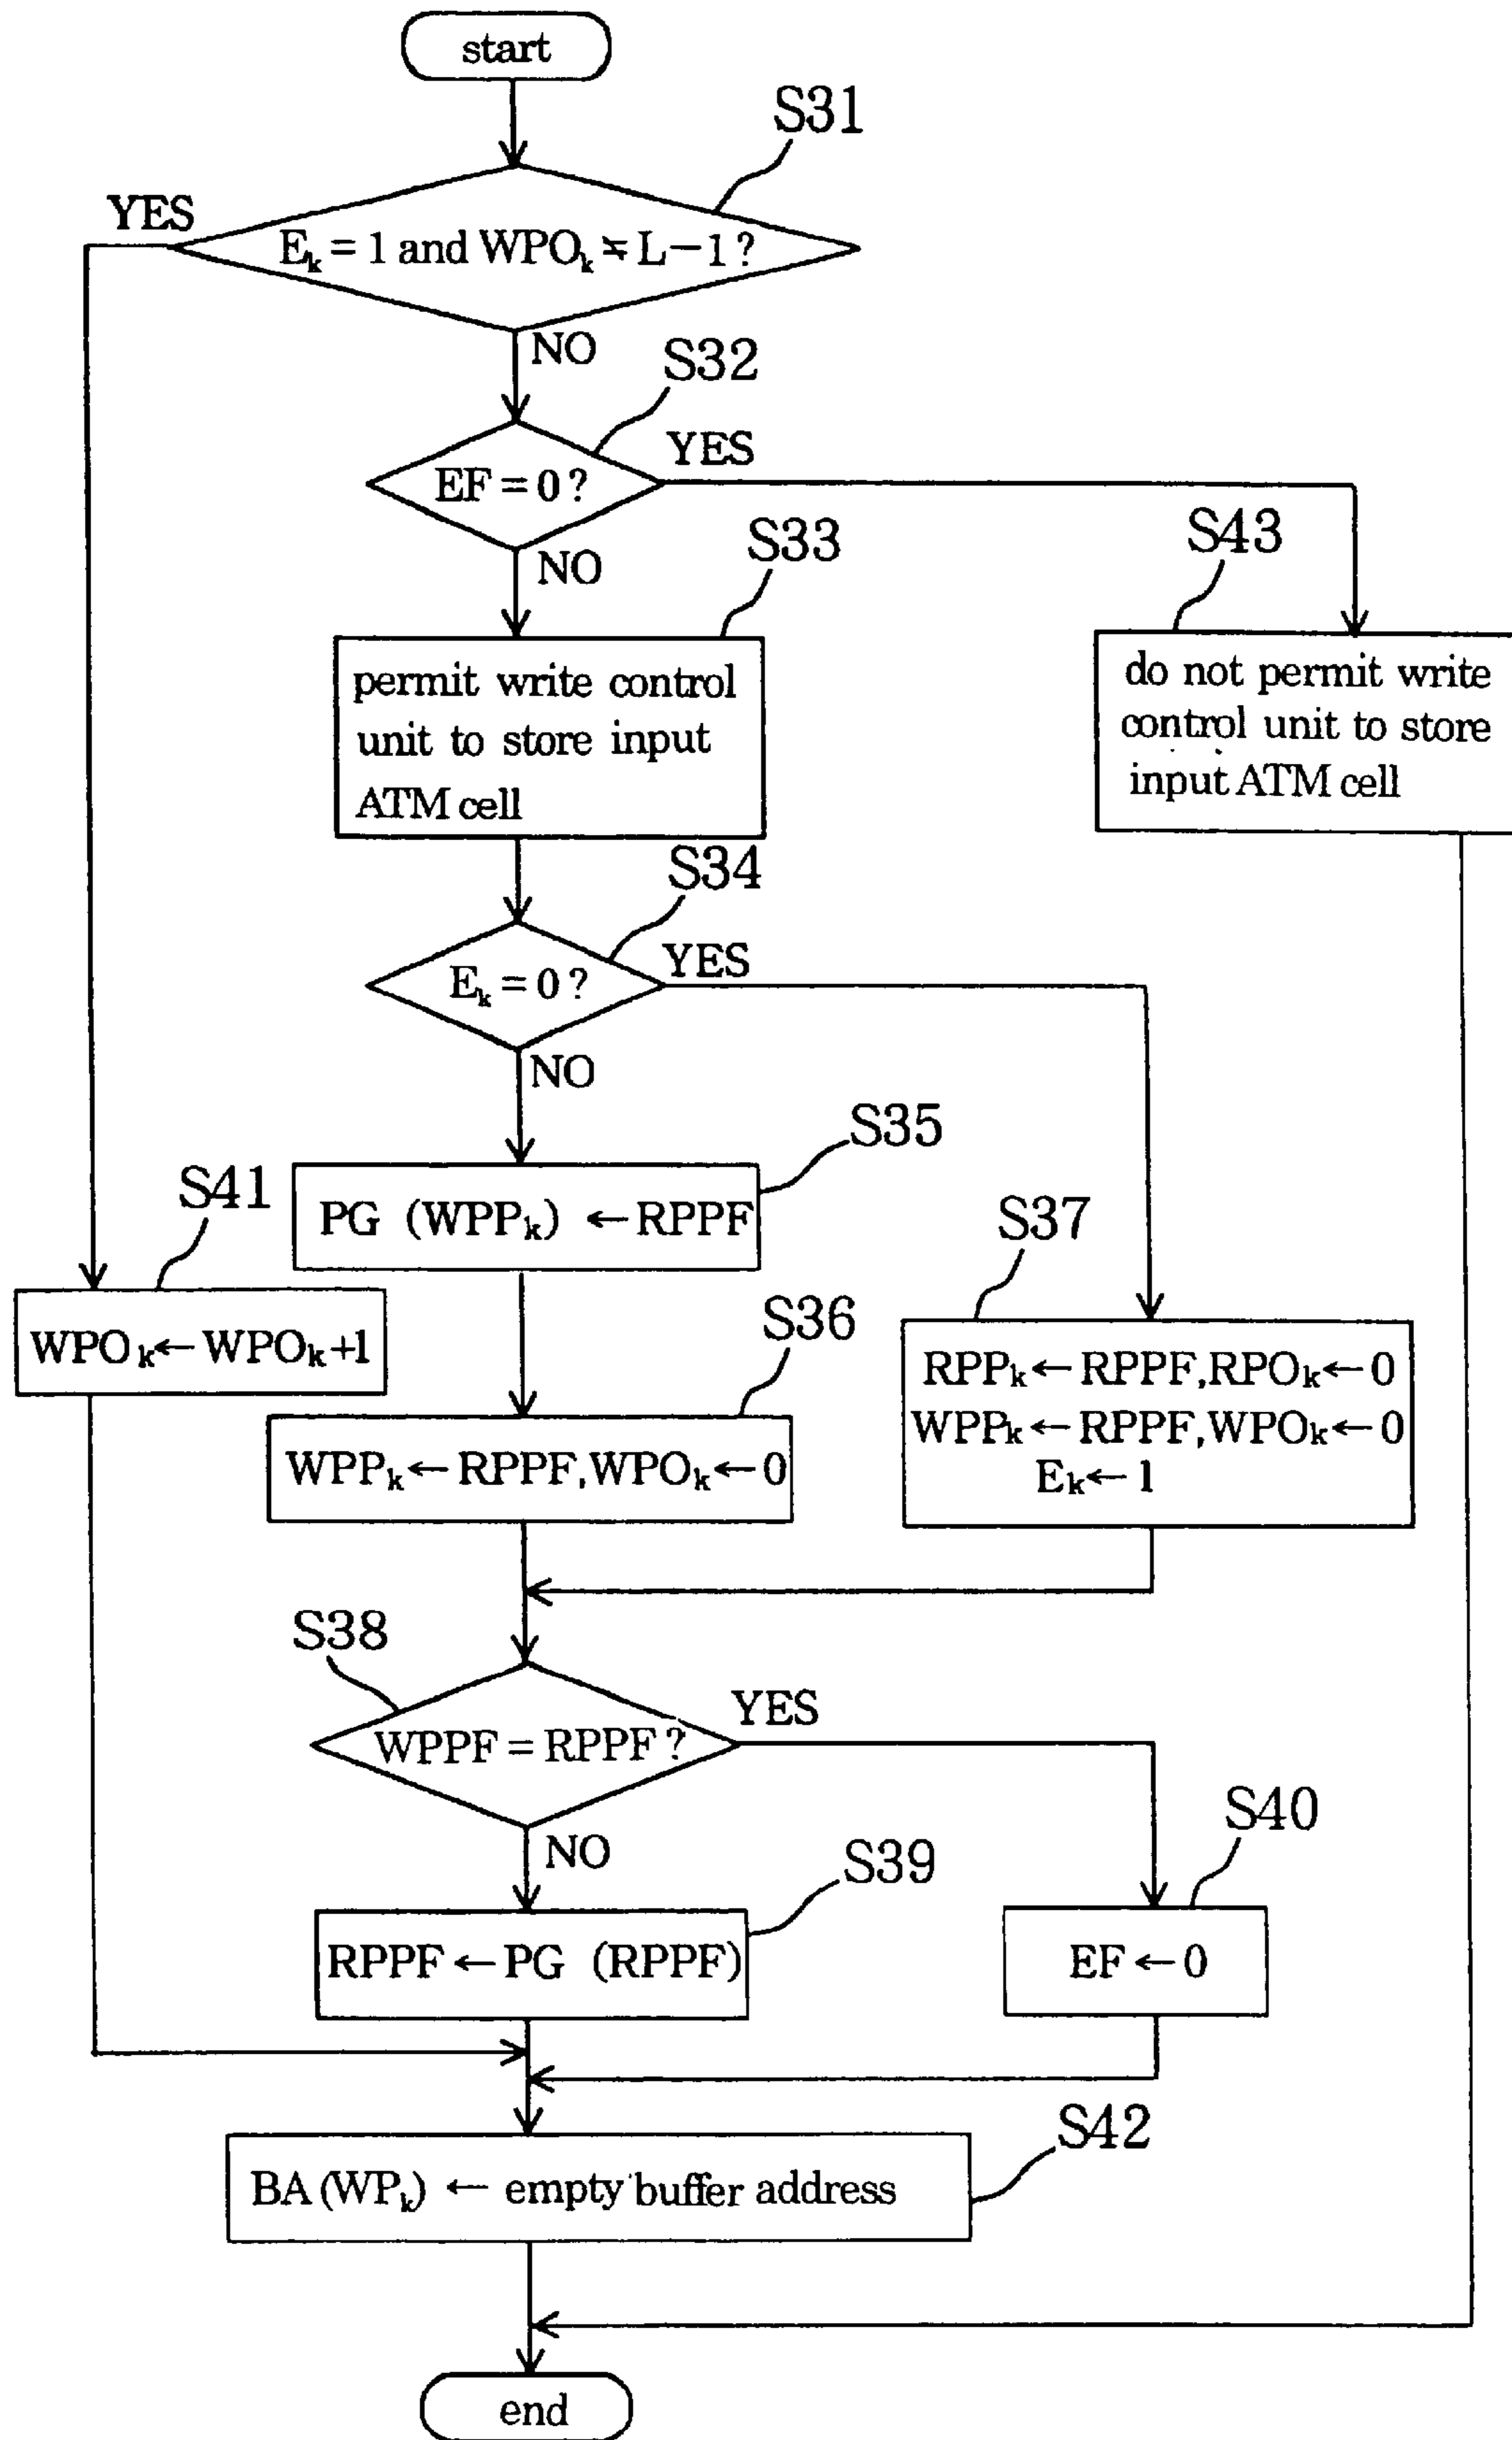 start
S31
YES
Eₖ = 1 and WPOₖ ≒ L−1 ?
NO
S32
YES
EF = 0 ?
NO
S33
S43
permit write control
unit to store input
ATM cell
do not permit write
control unit to store
input ATM cell
S34
YES
Eₖ = 0 ?
NO
S35
PG (WPPₖ) ← RPPF
S41
WPOₖ ← WPOₖ+1
S37
RPPₖ ← RPPF, RPOₖ ← 0
WPPₖ ← RPPF, WPOₖ ← 0
Eₖ ← 1
S36
WPPₖ ← RPPF, WPOₖ ← 0
S38
YES
WPPF = RPPF ?
NO
S39
S40
RPPF ← PG (RPPF)
EF ← 0
S42
BA (WPₖ) ← empty buffer address
end